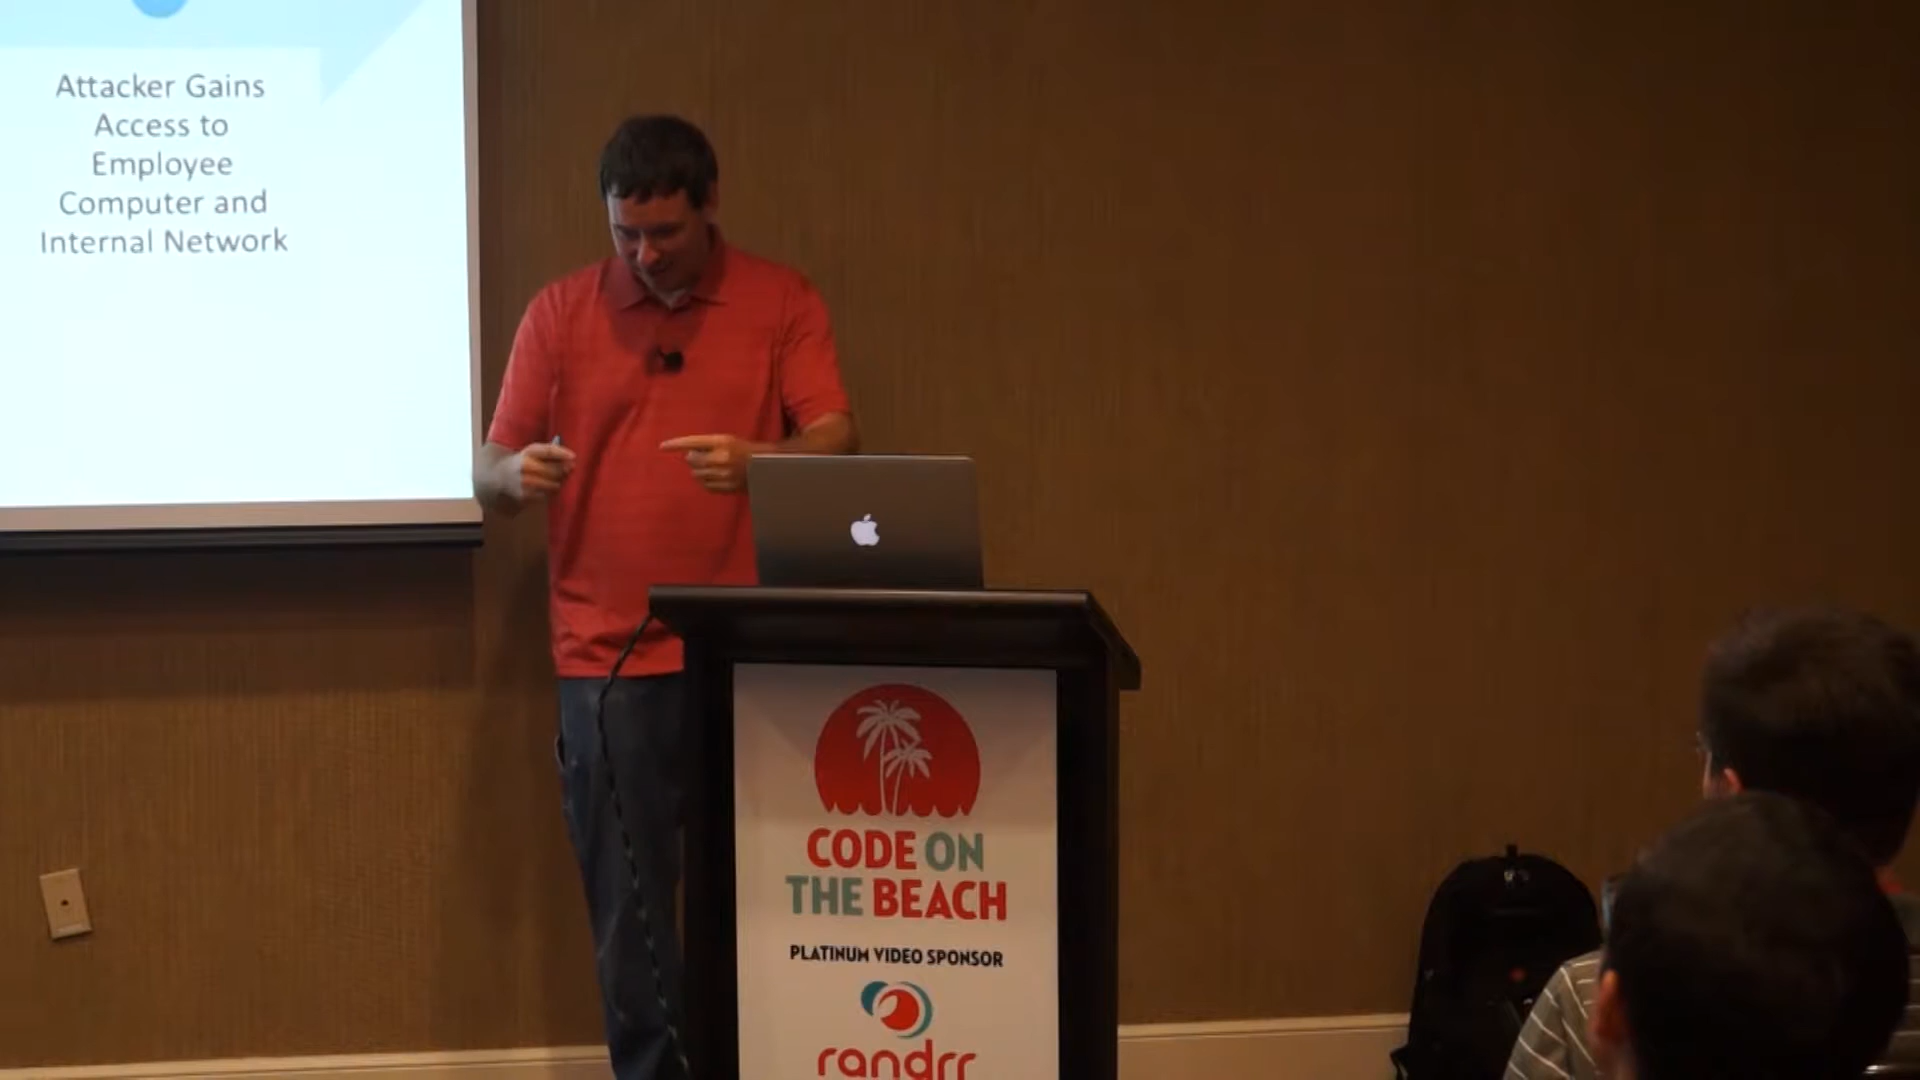 Attacker Gains
Access to
Employee
Computer and
Internal Network
CODE ON
THE BEACH
PLATINUM VIDEO SPONSOR
randrr